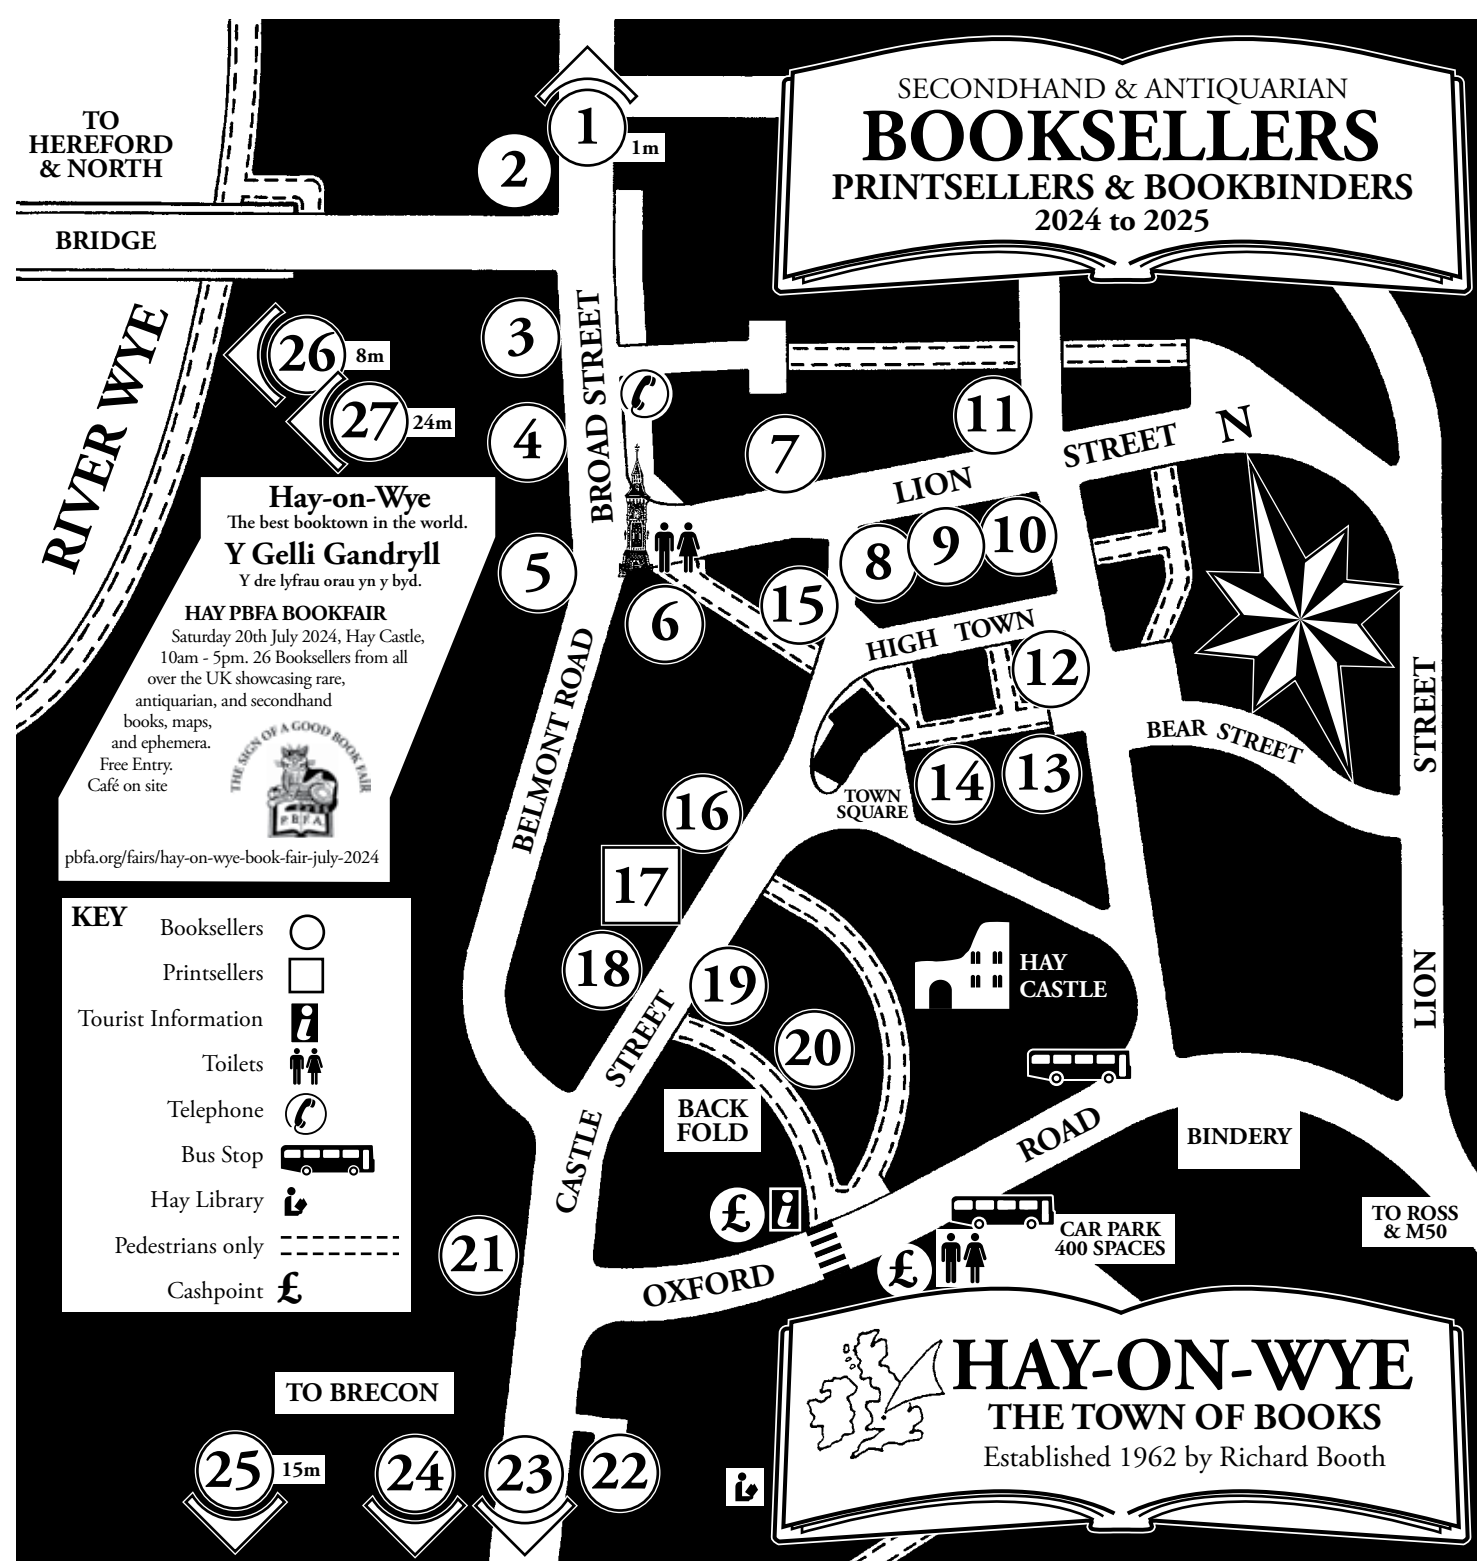 SECONDHAND & ANTIQUARIAN
BOOKSELLERS
PRINTSELLERS & BOOKBINDERS
2024 to 2025
TO
HEREFORD
& NORTH
1
1m
2
BRIDGE
RIVER WYE
26
8m
27
24m
3
4
5
BROAD STREET
7
11
LION
STREET
N
8
9
10
6
15
HIGH TOWN
12
BEAR STREET
13
14
TOWN
SQUARE
STREET
LION
Hay-on-Wye
The best booktown in the world.
Y Gelli Gandryll
Y dre lyfrau orau yn y byd.
HAY PBFA BOOKFAIR
Saturday 20th July 2024, Hay Castle,
10am - 5pm. 26 Booksellers from all
over the UK showcasing rare,
antiquarian, and secondhand
books, maps,
and ephemera.
Free Entry.
Café on site
THE SIGN OF A GOOD BOOK FAIR
P B F A
pbfa.org/fairs/hay-on-wye-book-fair-july-2024
BELMONT ROAD
16
17
18
19
20
HAY
CASTLE
CASTLE STREET
BACK
FOLD
ROAD
BINDERY
£
i
21
OXFORD
£
CAR PARK
400 SPACES
TO ROSS
& M50
KEY
Booksellers
Printsellers
Tourist Information
i
Toilets
Telephone
Bus Stop
Hay Library
Pedestrians only
Cashpoint £
TO BRECON
25
15m
24
23
22
HAY-ON-WYE
THE TOWN OF BOOKS
Established 1962 by Richard Booth